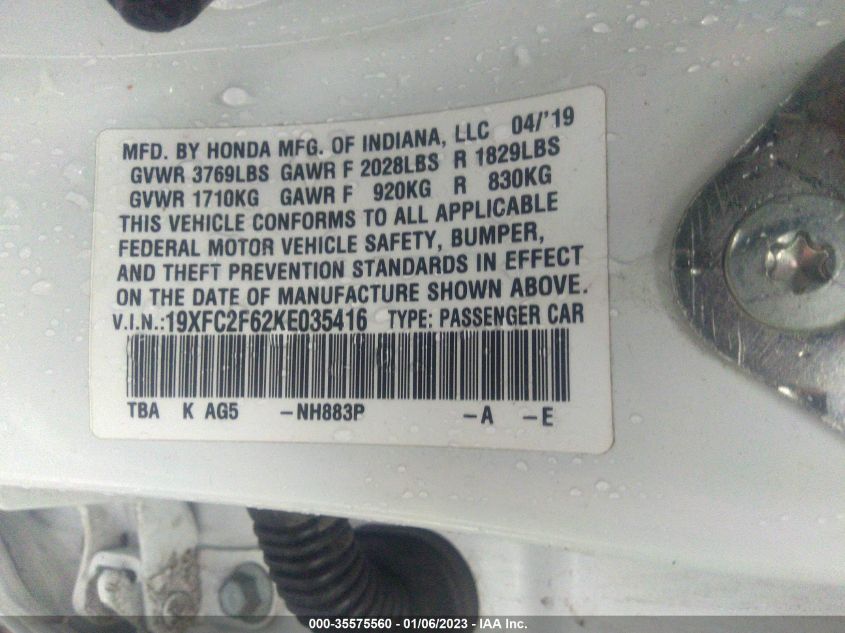 MFD. BY HONDA MFG. OF INDIANA, LLC 04/'19
GVWR 3769LBS GAWR F 2028LBS R 1829LBS
GVWR 1710KG GAWR F 920KG R 830KG
THIS VEHICLE CONFORMS TO ALL APPLICABLE
FEDERAL MOTOR VEHICLE SAFETY, BUMPER,
AND THEFT PREVENTION STANDARDS IN EFFECT
ON THE DATE OF MANUFACTURE SHOWN ABOVE.
V.I.N.:19XFC2F62KE035416 TYPE: PASSENGER CAR
TBA K AG5 -NH883P -A -E
000-35575560 - 01/06/2023 - IAA Inc.